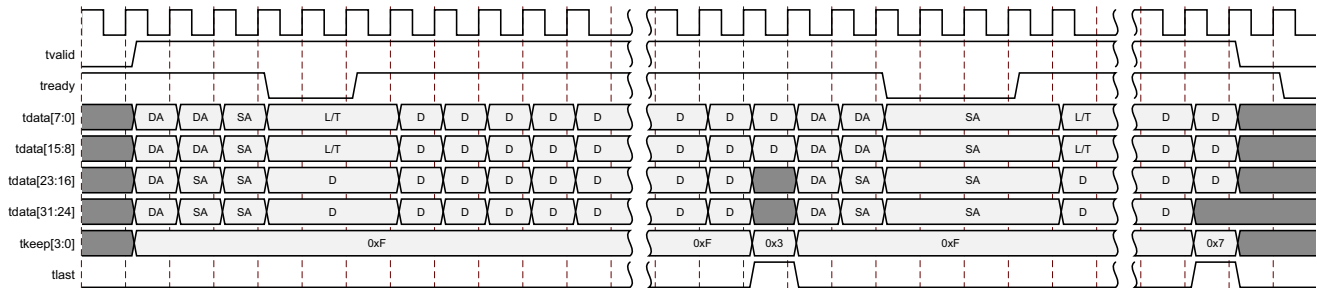 tvalid
tready
tdata[7:0] DA DA SA L/T D D D D D D D D DA DA SA L/T D D
tdata[15:8] DA DA SA L/T D D D D D D D D DA DA SA L/T D D
tdata[23:16] DA SA SA D D D D D D D D DA SA SA D D D
tdata[31:24] DA SA SA D D D D D D D D DA SA SA D D
tkeep[3:0] 0xF 0xF 0x3 0xF 0x7
tlast